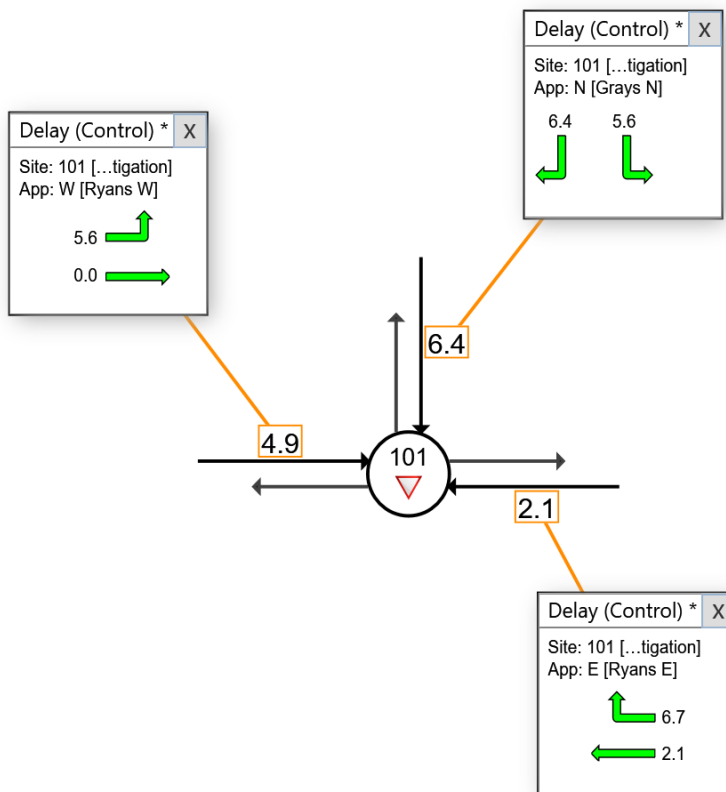 Delay (Control) * X
Site: 101 [...tigation]
App: N [Grays N]
6.4 5.6
Delay (Control) * X
Site: 101 [...tigation]
App: W [Ryans W]
5.6
0.0
6.4
4.9
101
2.1
Delay (Control) * X
Site: 101 [...tigation]
App: E [Ryans E]
6.7
2.1